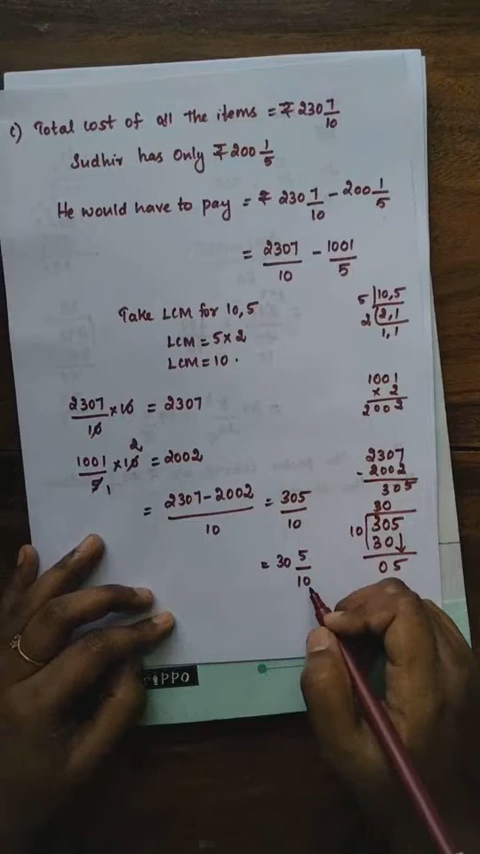 c) Total cost of all the items = ₹ 230 7/10
Sudhir has only ₹ 200 1/5
He would have to pay = ₹ 230 7/10 - 200 1/5
= 2307/10 - 1001/5
Take LCM for 10,5
LCM = 5 x 2
LCM = 10.
5 | 10,5
2 | 2,1
1,1
2307/10 x 10 = 2307
1001/5 x 10 2 = 2002
1
1001
x 2
2002
= 2307-2002/10 = 305/10
= 30 5/10
2307
- 2002
305
30
10 | 305
30↓
05
PPO